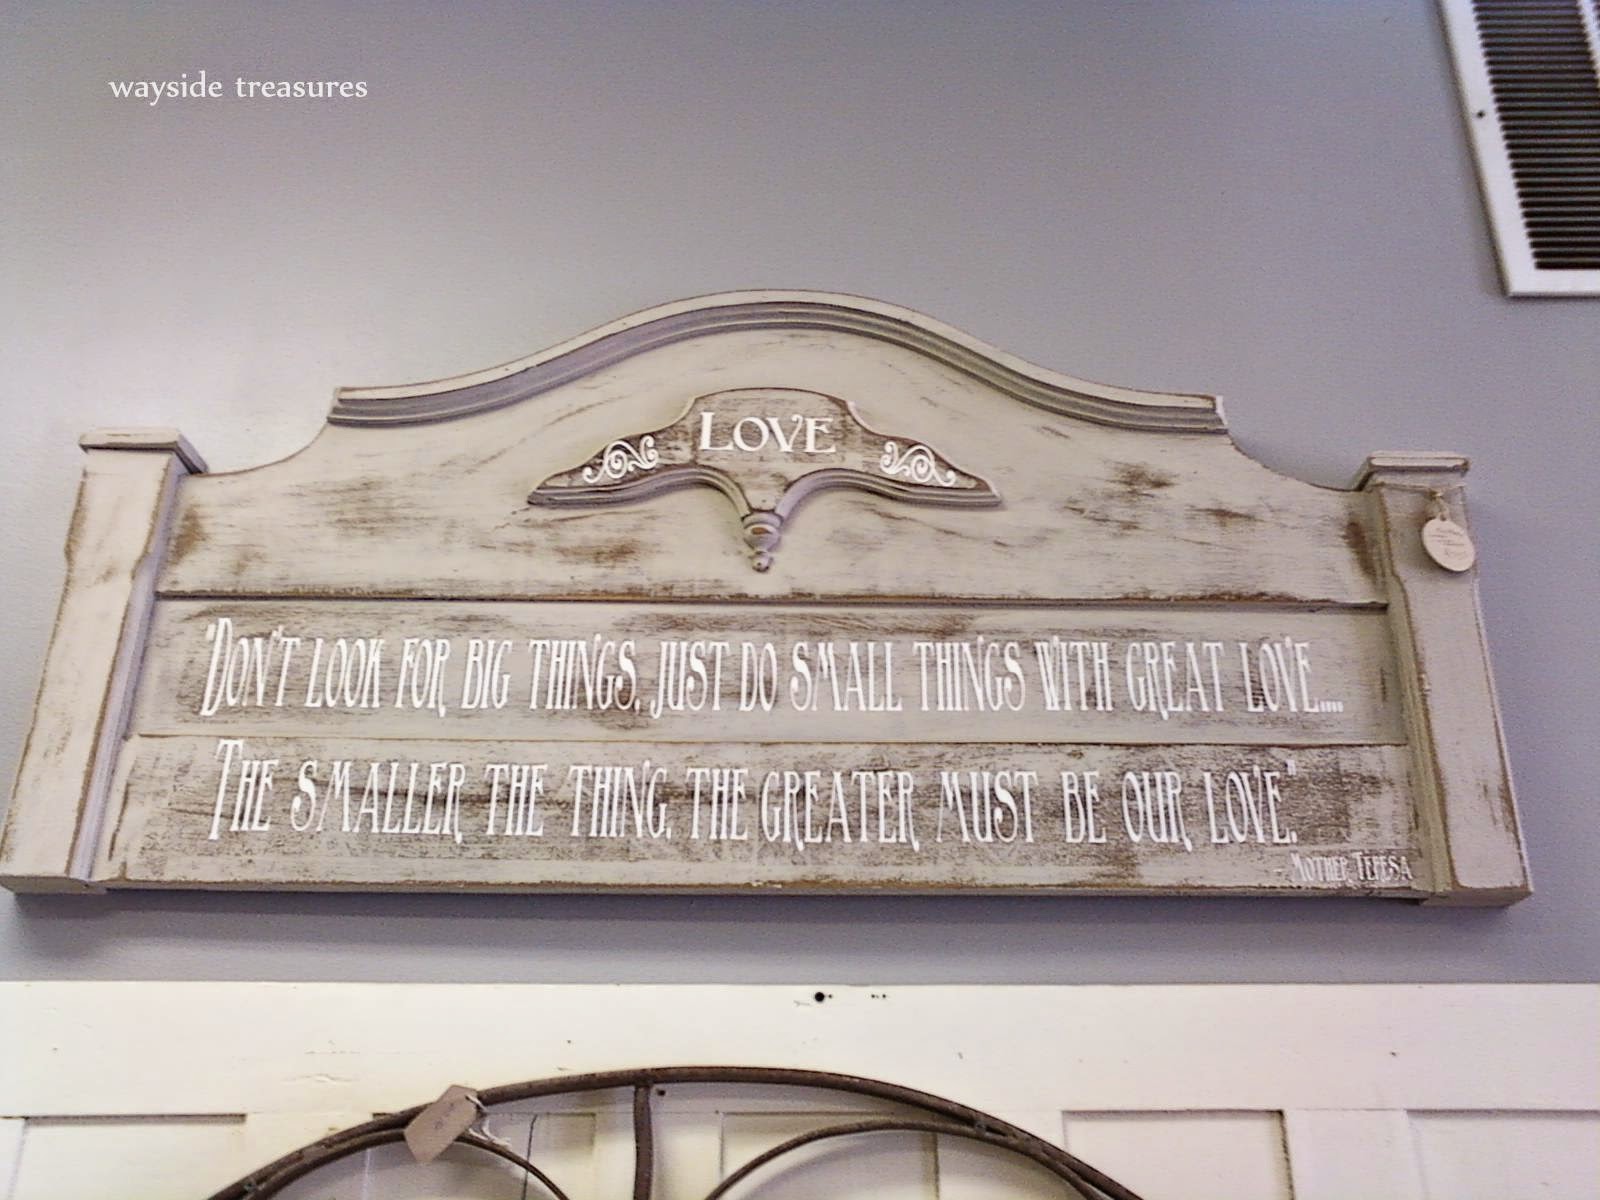 wayside treasures
LOVE
"DON'T LOOK FOR BIG THINGS, JUST DO SMALL THINGS WITH GREAT LOVE....
THE SMALLER THE THING, THE GREATER MUST BE OUR LOVE."
- MOTHER TERESA